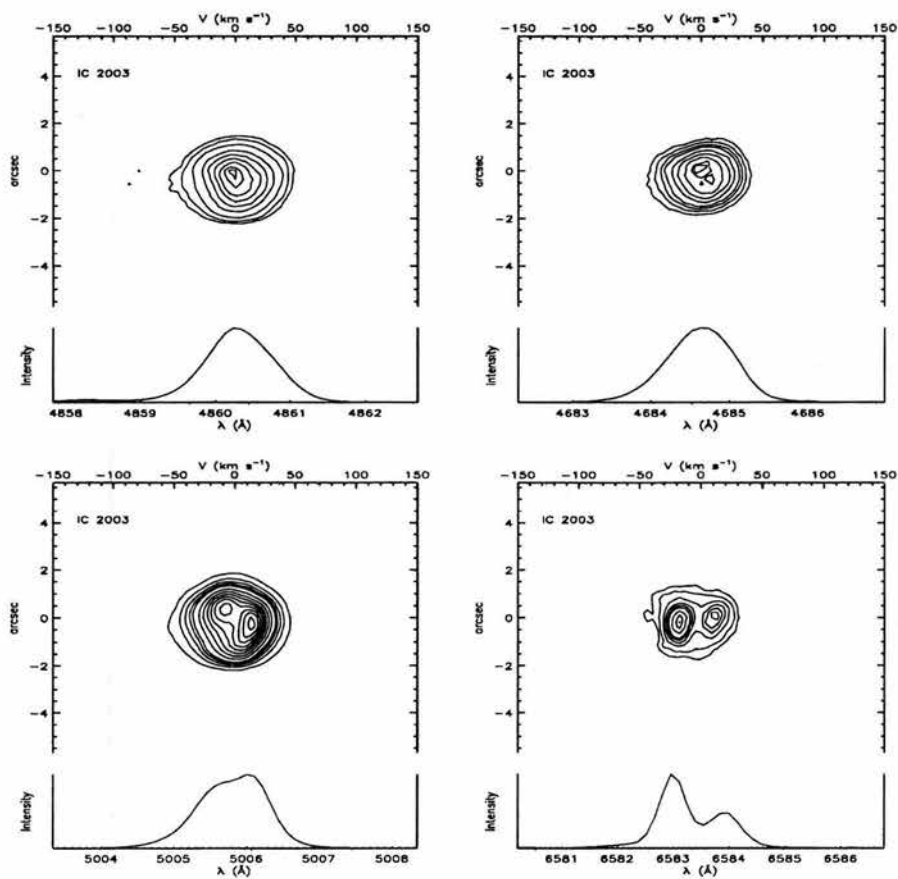 V (km s⁻¹)
−150 −100 −50 0 50 100 150
IC 2003
arcsec
4
2
0
−2
−4
Intensity
4858 4859 4860 4861 4862
λ (Å)
V (km s⁻¹)
−150 −100 −50 0 50 100 150
IC 2003
arcsec
4
2
0
−2
−4
Intensity
4683 4684 4685 4686
λ (Å)
V (km s⁻¹)
−150 −100 −50 0 50 100 150
IC 2003
arcsec
4
2
0
−2
−4
Intensity
5004 5005 5006 5007 5008
λ (Å)
V (km s⁻¹)
−150 −100 −50 0 50 100 150
IC 2003
arcsec
4
2
0
−2
−4
Intensity
6581 6582 6583 6584 6585 6586
λ (Å)